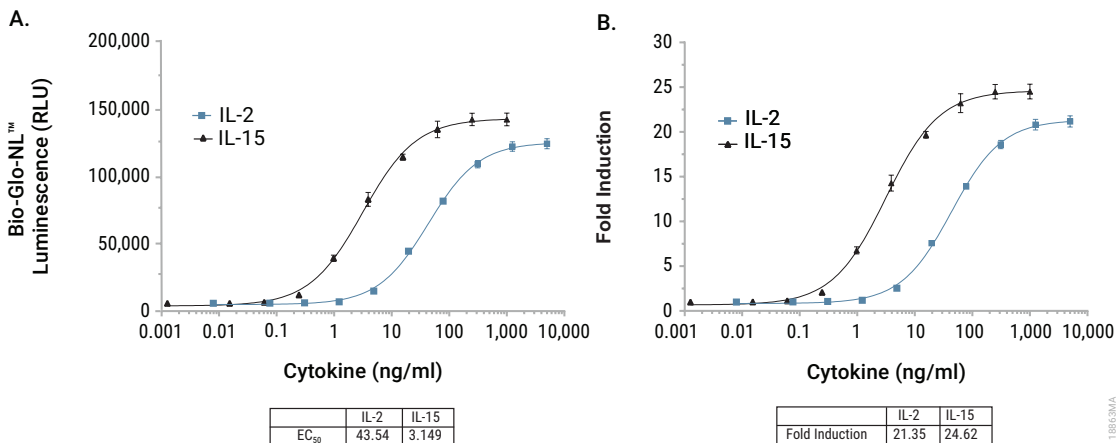 A.
200,000
150,000
100,000
50,000
0
Bio-Glo-NL™
Luminescence (RLU)
IL-2
IL-15
0.001 0.01 0.1 1 10 100 1,000 10,000
Cytokine (ng/ml)
IL-2 IL-15
EC₅₀ 43.54 3.149
B.
30
25
20
15
10
5
0
Fold Induction
IL-2
IL-15
0.001 0.01 0.1 1 10 100 1,000 10,000
Cytokine (ng/ml)
IL-2 IL-15
Fold Induction 21.35 24.62
18863MA